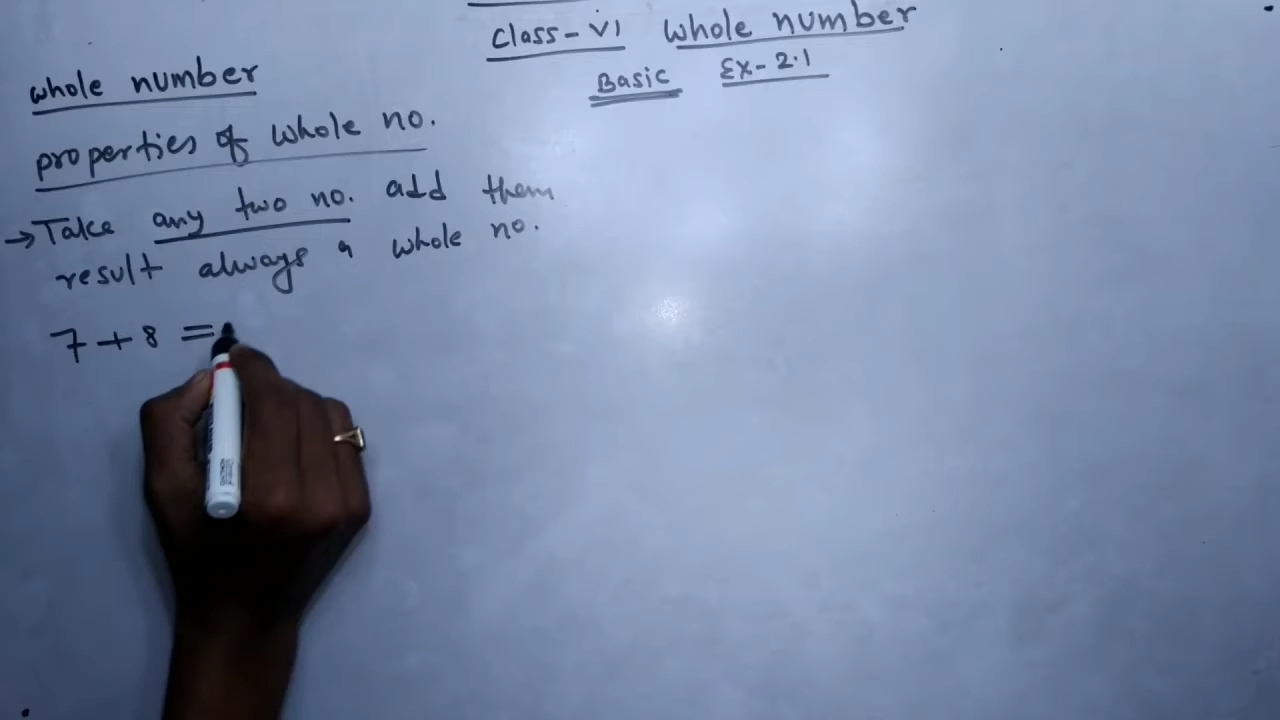 Class - VI Whole number
Basic Ex - 2.1
whole number
properties of whole no.
→ Take any two no. add them
result always a whole no.
7 + 8 =